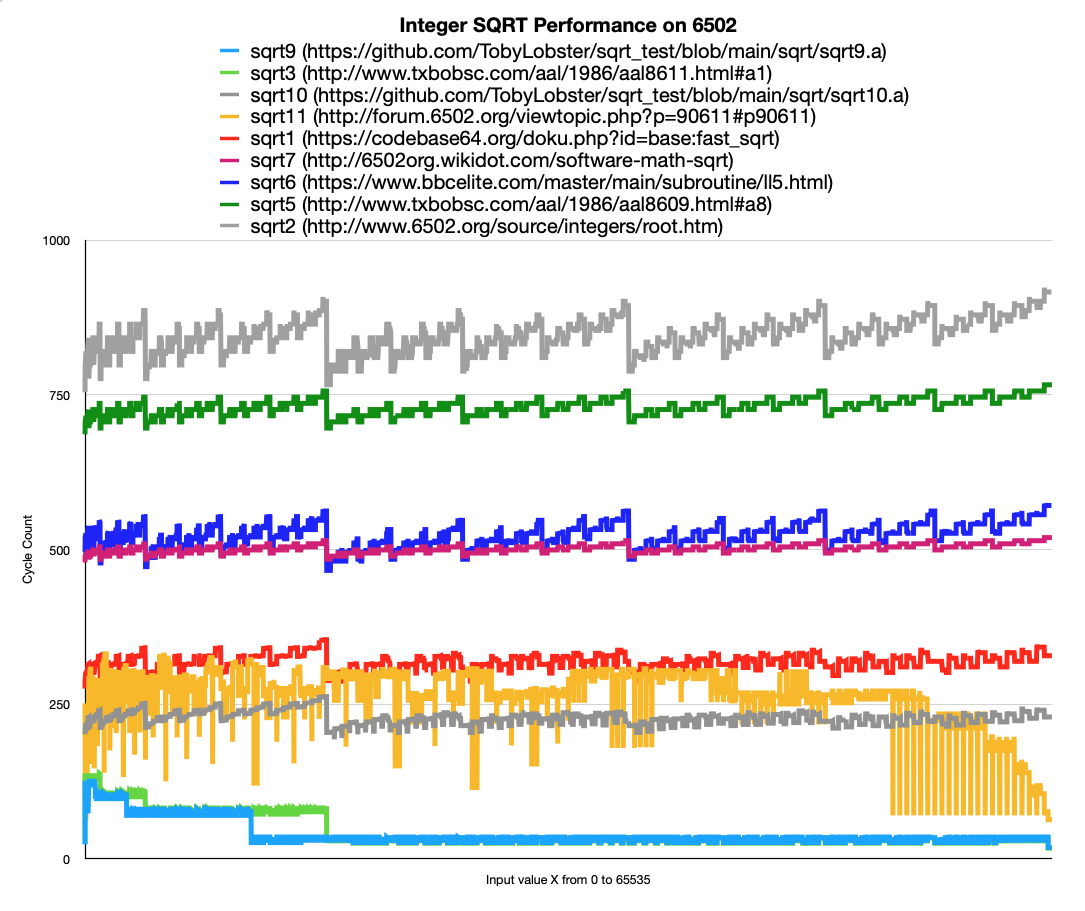 Integer SQRT Performance on 6502
sqrt9 (https://github.com/TobyLobster/sqrt_test/blob/main/sqrt/sqrt9.a)
sqrt3 (http://www.txbobsc.com/aal/1986/aal8611.html#a1)
sqrt10 (https://github.com/TobyLobster/sqrt_test/blob/main/sqrt/sqrt10.a)
sqrt11 (http://forum.6502.org/viewtopic.php?p=90611#p90611)
sqrt1 (https://codebase64.org/doku.php?id=base:fast_sqrt)
sqrt7 (http://6502org.wikidot.com/software-math-sqrt)
sqrt6 (https://www.bbcelite.com/master/main/subroutine/ll5.html)
sqrt5 (http://www.txbobsc.com/aal/1986/aal8609.html#a8)
sqrt2 (http://www.6502.org/source/integers/root.htm)
1000
750
500
250
0
Cycle Count
Input value X from 0 to 65535